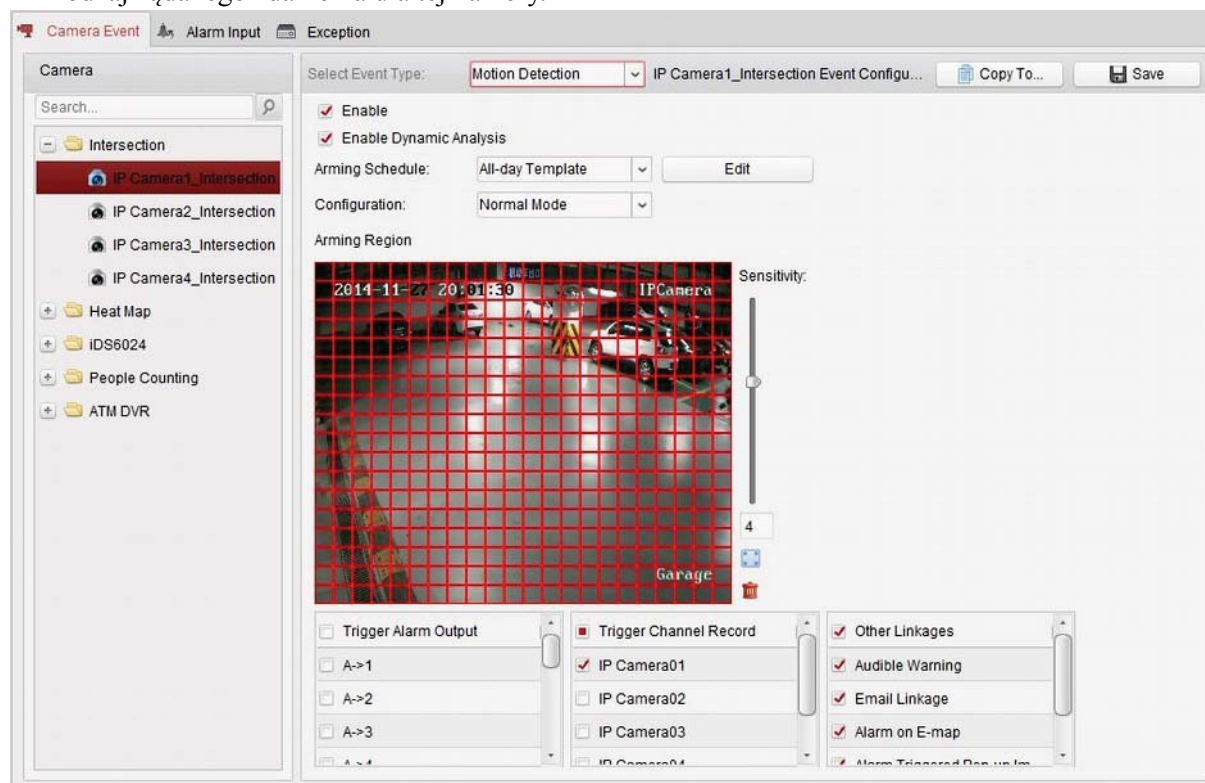 Camera Event Alarm Input Exception
Camera
Search...
Intersection
IP Camera1_Intersection
IP Camera2_Intersection
IP Camera3_Intersection
IP Camera4_Intersection
Heat Map
iDS6024
People Counting
ATM DVR
Select Event Type: Motion Detection IP Camera1_Intersection Event Configu... Copy To... Save
Enable
Enable Dynamic Analysis
Arming Schedule: All-day Template Edit
Configuration: Normal Mode
Arming Region
2014-11-27 20:01:30 IPCamera
Garage
Sensitivity:
4
Trigger Alarm Output
A->1
A->2
A->3
Trigger Channel Record
IP Camera01
IP Camera02
IP Camera03
Other Linkages
Audible Warning
Email Linkage
Alarm on E-map